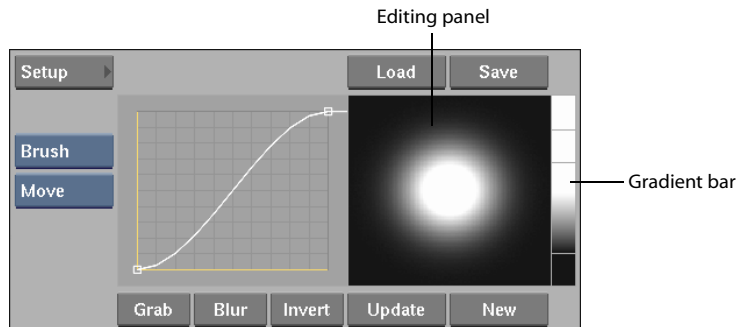 Editing panel
Setup
Load
Save
Brush
Move
Gradient bar
Grab
Blur
Invert
Update
New